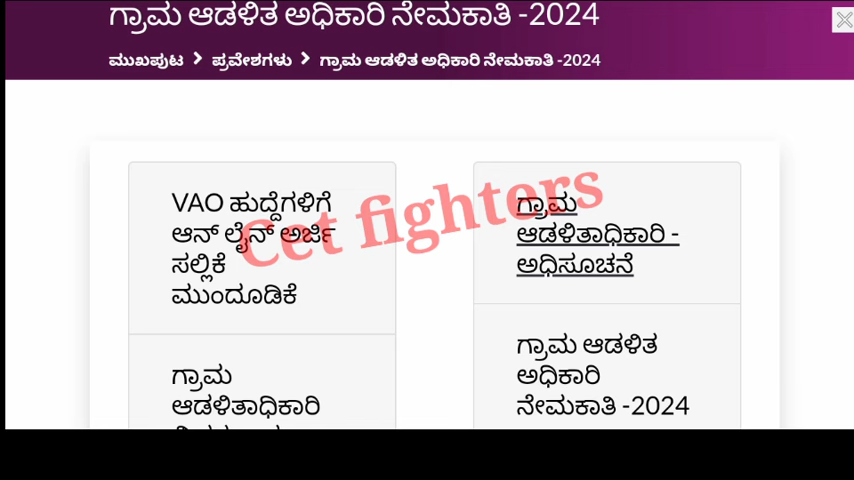 ಗ್ರಾಮ ಆಡಳಿತ ಅಧಿಕಾರಿ ನೇಮಕಾತಿ -2024
ಮುಖಪುಟ > ಪ್ರವೇಶಗಳು > ಗ್ರಾಮ ಆಡಳಿತ ಅಧಿಕಾರಿ ನೇಮಕಾತಿ -2024
VAO ಹುದ್ದೆಗಳಿಗೆ
ಆನ್ ಲೈನ್ ಅರ್ಜಿ
ಸಲ್ಲಿಕೆ
ಮುಂದೂಡಿಕೆ
ಗ್ರಾಮ
ಆಡಳಿತಾಧಿಕಾರಿ
ಗ್ರಾಮ
ಆಡಳಿತಾಧಿಕಾರಿ -
ಅಧಿಸೂಚನೆ
ಗ್ರಾಮ ಆಡಳಿತ
ಅಧಿಕಾರಿ
ನೇಮಕಾತಿ -2024
Cet fighters